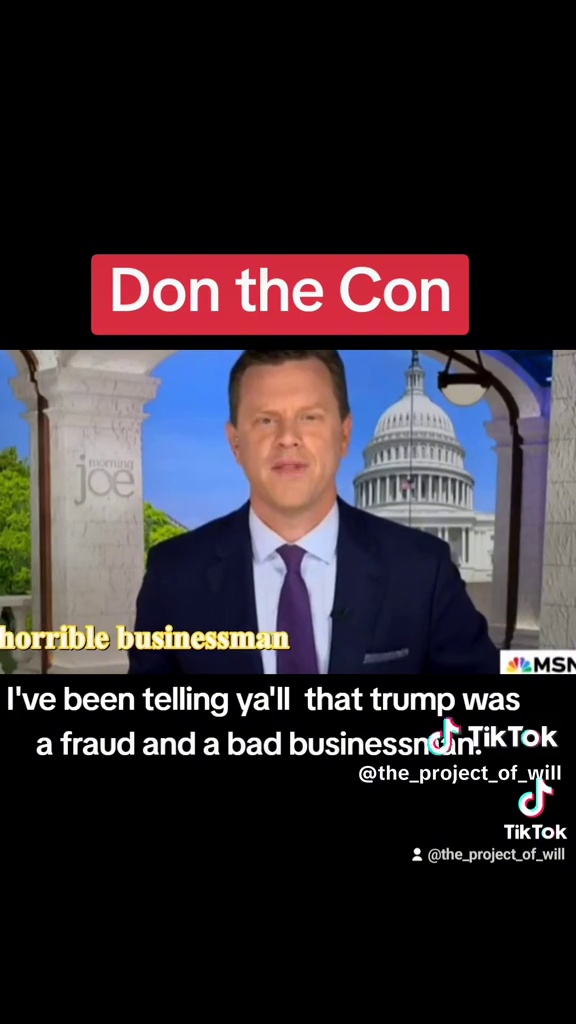 Don the Con
morning
joe
horrible businessman
MSN
I've been telling ya'll that trump was
a fraud and a bad businessman.
TikTok
@the_project_of_will
TikTok
@the_project_of_will